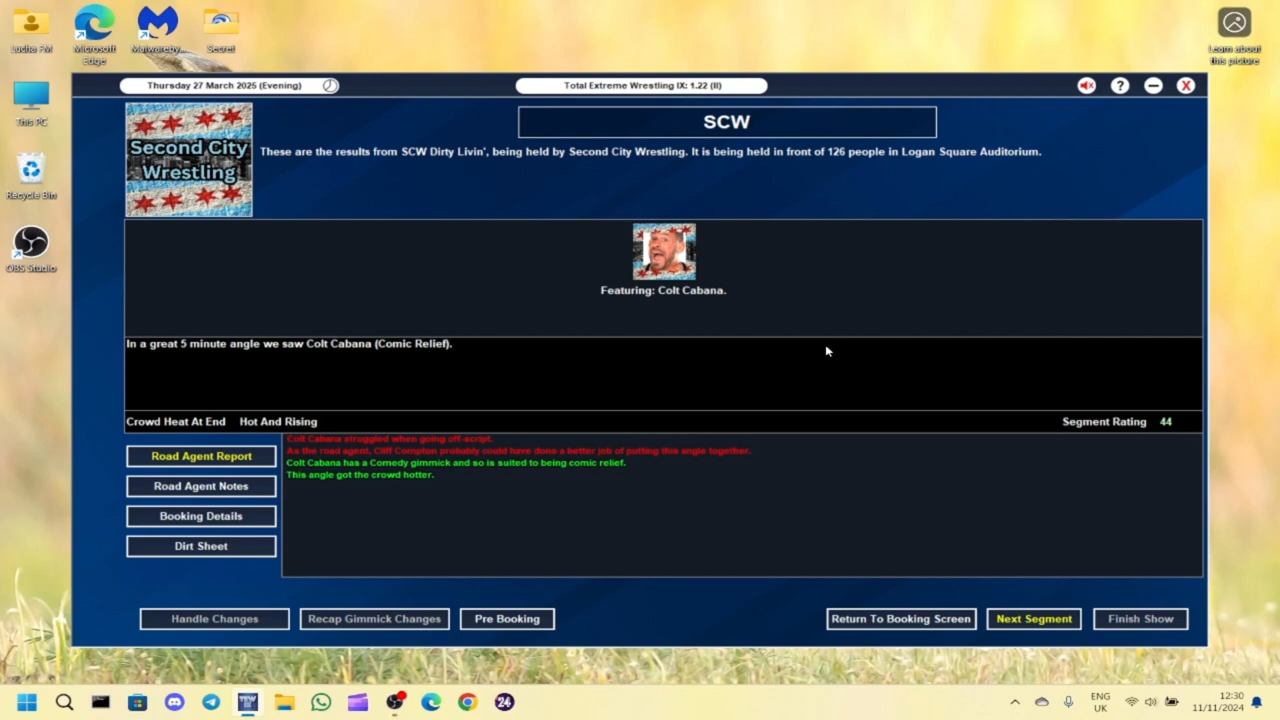 Lucha FM
Microsoft Edge
Malwareby...
Secret
Learn about this picture
This PC
Recycle Bin
OBS Studio
Thursday 27 March 2025 (Evening)
Total Extreme Wrestling IX: 1.22 (II)
?
X
Second City Wrestling
SCW
These are the results from SCW Dirty Livin', being held by Second City Wrestling. It is being held in front of 126 people in Logan Square Auditorium.
Featuring: Colt Cabana.
In a great 5 minute angle we saw Colt Cabana (Comic Relief).
Crowd Heat At End Hot And Rising
Segment Rating 44
Road Agent Report
Road Agent Notes
Booking Details
Dirt Sheet
Colt Cabana struggled when going off-script.
As the road agent, Cliff Compton probably could have done a better job of putting this angle together.
Colt Cabana has a Comedy gimmick and so is suited to being comic relief.
This angle got the crowd hotter.
Handle Changes
Recap Gimmick Changes
Pre Booking
Return To Booking Screen
Next Segment
Finish Show
TEW
24
ENG
UK
12:30
11/11/2024